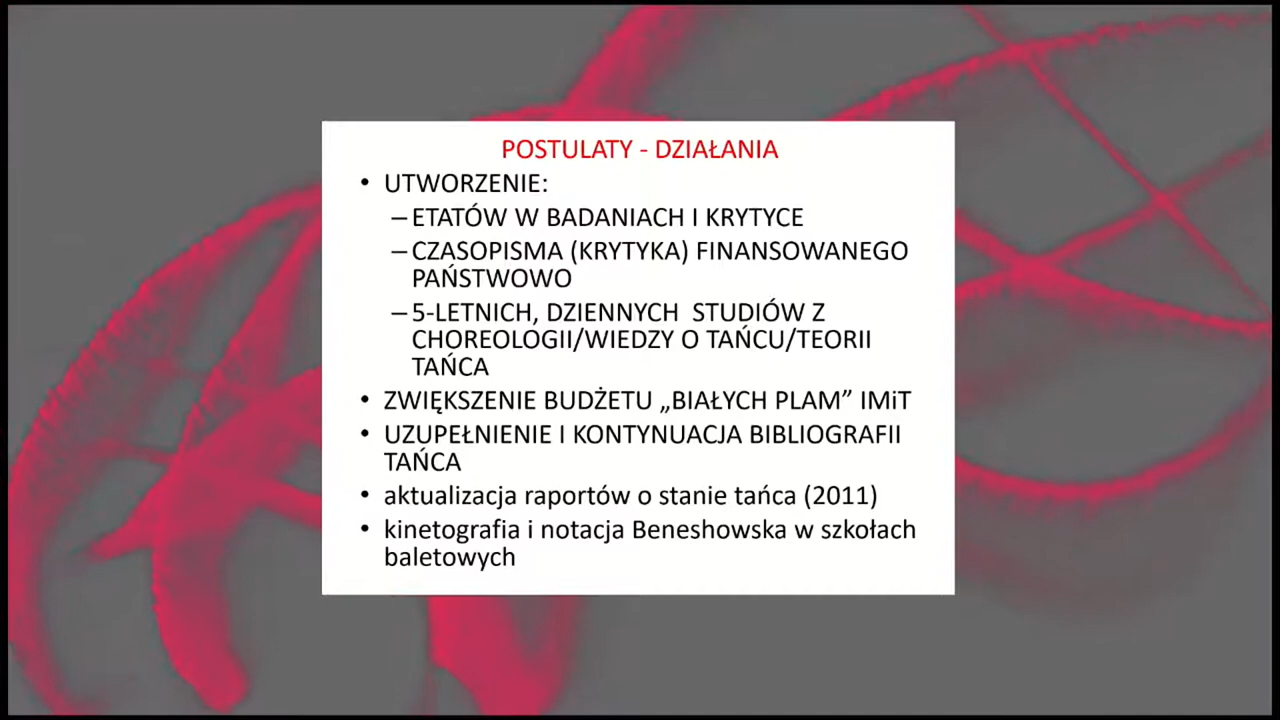 POSTULATY - DZIAŁANIA
• UTWORZENIE:
– ETATÓW W BADANIACH I KRYTYCE
– CZASOPISMA (KRYTYKA) FINANSOWANEGO
PAŃSTWOWO
– 5-LETNICH, DZIENNYCH STUDIÓW Z
CHOREOLOGII/WIEDZY O TAŃCU/TEORII
TAŃCA
• ZWIĘKSZENIE BUDŻETU „BIAŁYCH PLAM” IMiT
• UZUPEŁNIENIE I KONTYNUACJA BIBLIOGRAFII
TAŃCA
• aktualizacja raportów o stanie tańca (2011)
• kinetografia i notacja Beneshowska w szkołach
baletowych